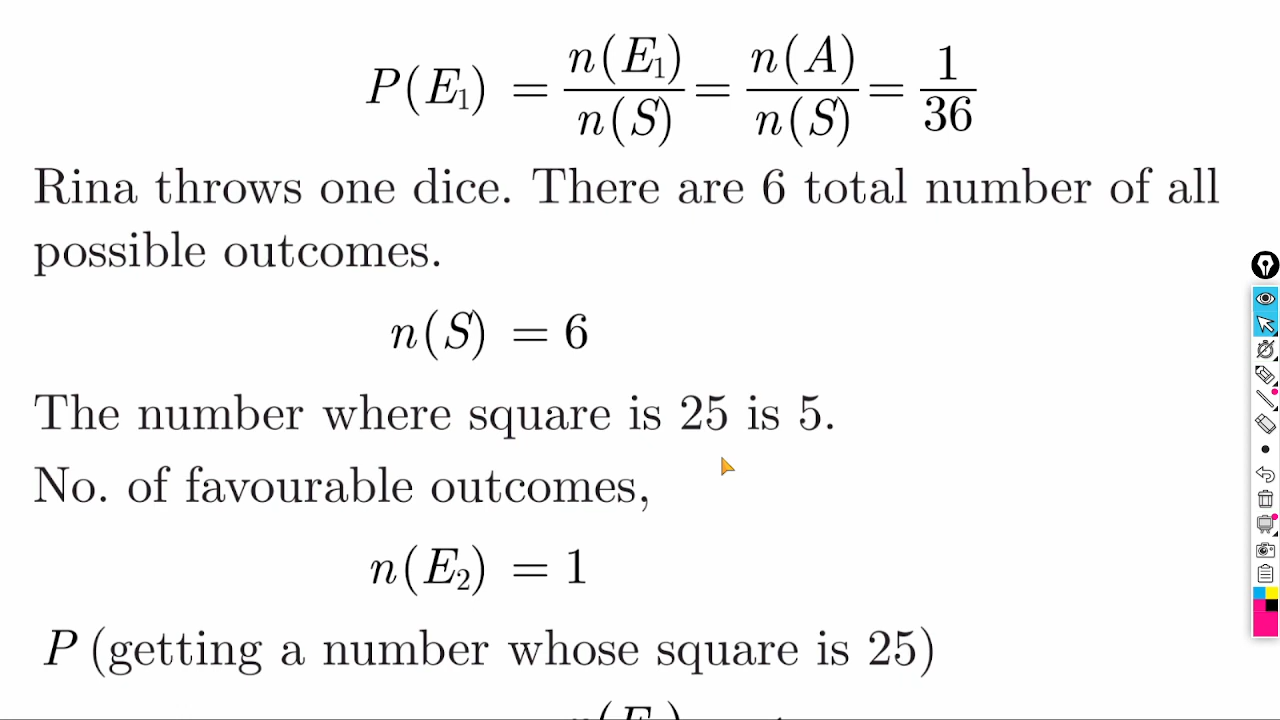 P(E₁) = n(E₁)/n(S) = n(A)/n(S) = 1/36
Rina throws one dice. There are 6 total number of all
possible outcomes.
n(S) = 6
The number where square is 25 is 5.
No. of favourable outcomes,
n(E₂) = 1
P (getting a number whose square is 25)